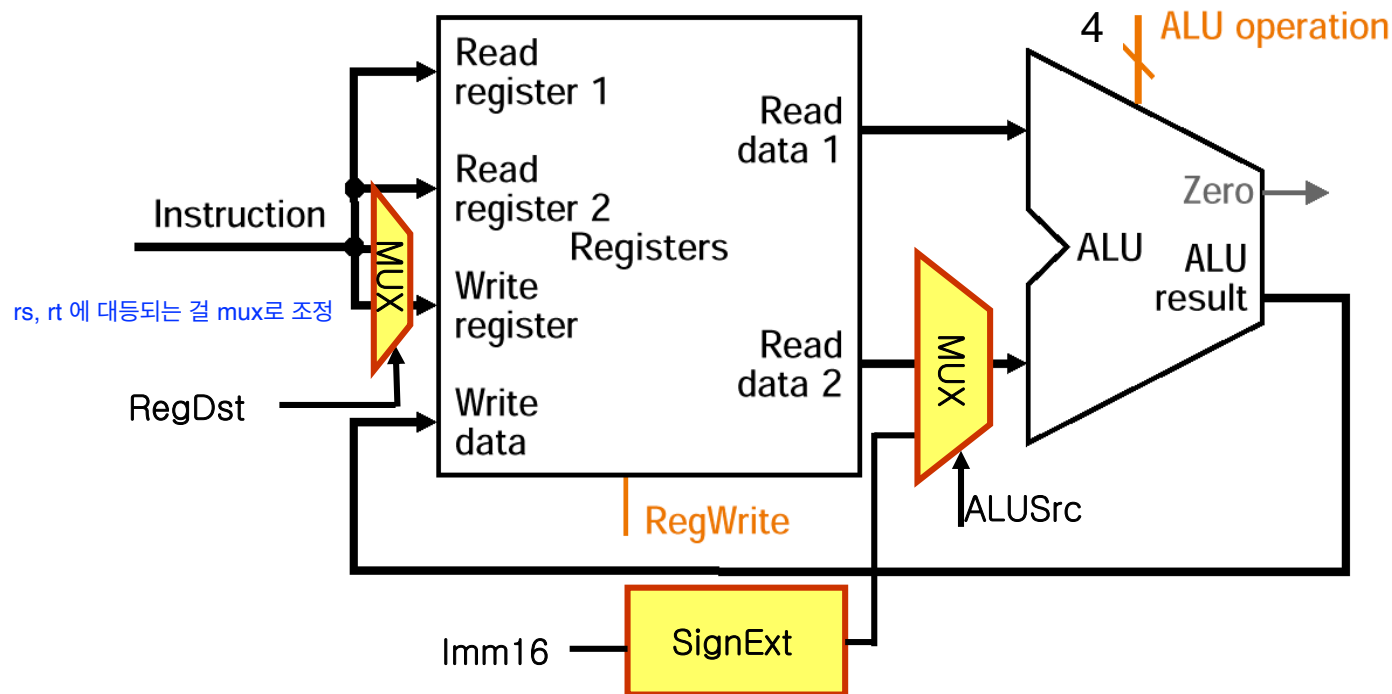 4
ALU operation
Read
register 1
Read
data 1
Read
register 2
Registers
Instruction
MUX
Write
register
rs, rt 에 대등되는 걸 mux로 조정
RegDst
Write
data
Read
data 2
MUX
ALU
Zero
ALU
result
RegWrite
ALUSrc
Imm16
SignExt